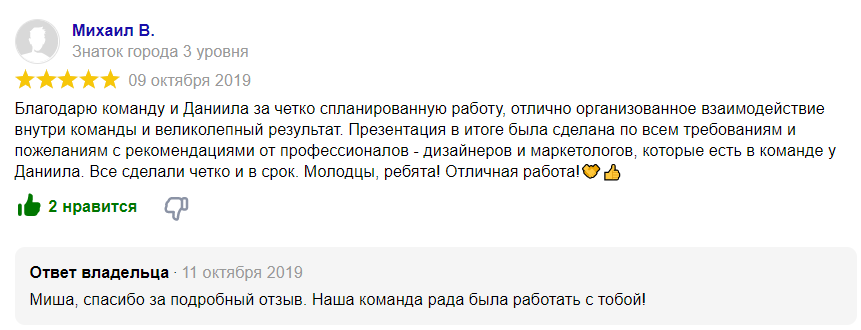 Михаил В.
Знаток города 3 уровня
09 октября 2019
Благодарю команду и Даниила за четко спланированную работу, отлично организованное взаимодействие
внутри команды и великолепный результат. Презентация в итоге была сделана по всем требованиям и
пожеланиям с рекомендациями от профессионалов - дизайнеров и маркетологов, которые есть в команде у
Даниила. Все сделали четко и в срок. Молодцы, ребята! Отличная работа!🤝👍
2 нравится
Ответ владельца · 11 октября 2019
Миша, спасибо за подробный отзыв. Наша команда рада была работать с тобой!